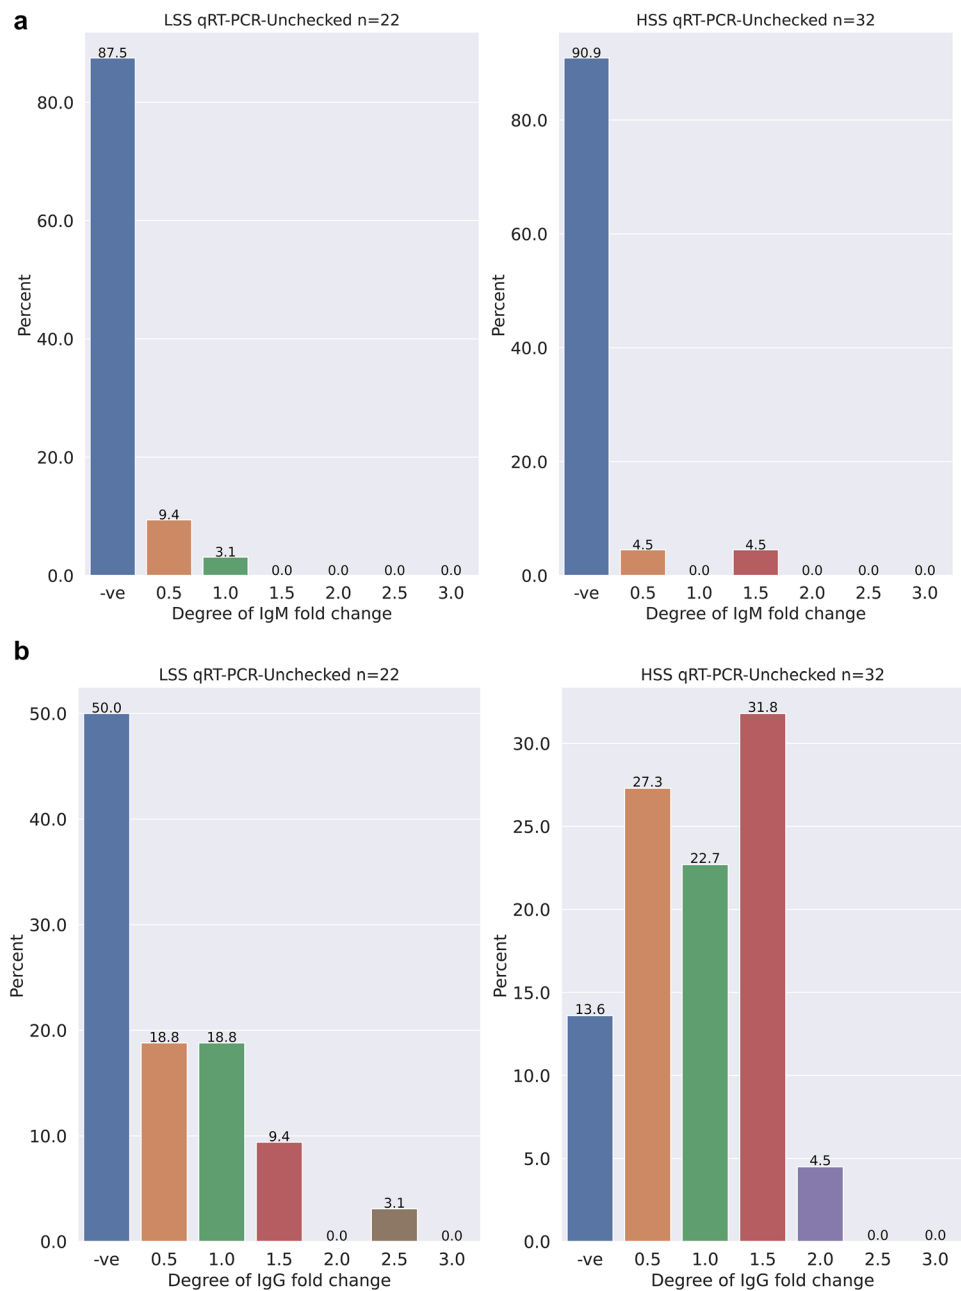 a
LSS qRT-PCR-Unchecked n=22
87.5
80.0
60.0
40.0
20.0
0.0
Percent
9.4
3.1
0.0
0.0
0.0
0.0
-ve 0.5 1.0 1.5 2.0 2.5 3.0
Degree of IgM fold change
HSS qRT-PCR-Unchecked n=32
90.9
80.0
60.0
40.0
20.0
0.0
Percent
4.5
0.0
4.5
0.0
0.0
0.0
-ve 0.5 1.0 1.5 2.0 2.5 3.0
Degree of IgM fold change
b
LSS qRT-PCR-Unchecked n=22
50.0
50.0
40.0
30.0
20.0
10.0
0.0
Percent
18.8
18.8
9.4
0.0
3.1
0.0
-ve 0.5 1.0 1.5 2.0 2.5 3.0
Degree of IgG fold change
HSS qRT-PCR-Unchecked n=32
30.0
25.0
20.0
15.0
10.0
5.0
0.0
Percent
13.6
27.3
22.7
31.8
4.5
0.0
0.0
-ve 0.5 1.0 1.5 2.0 2.5 3.0
Degree of IgG fold change